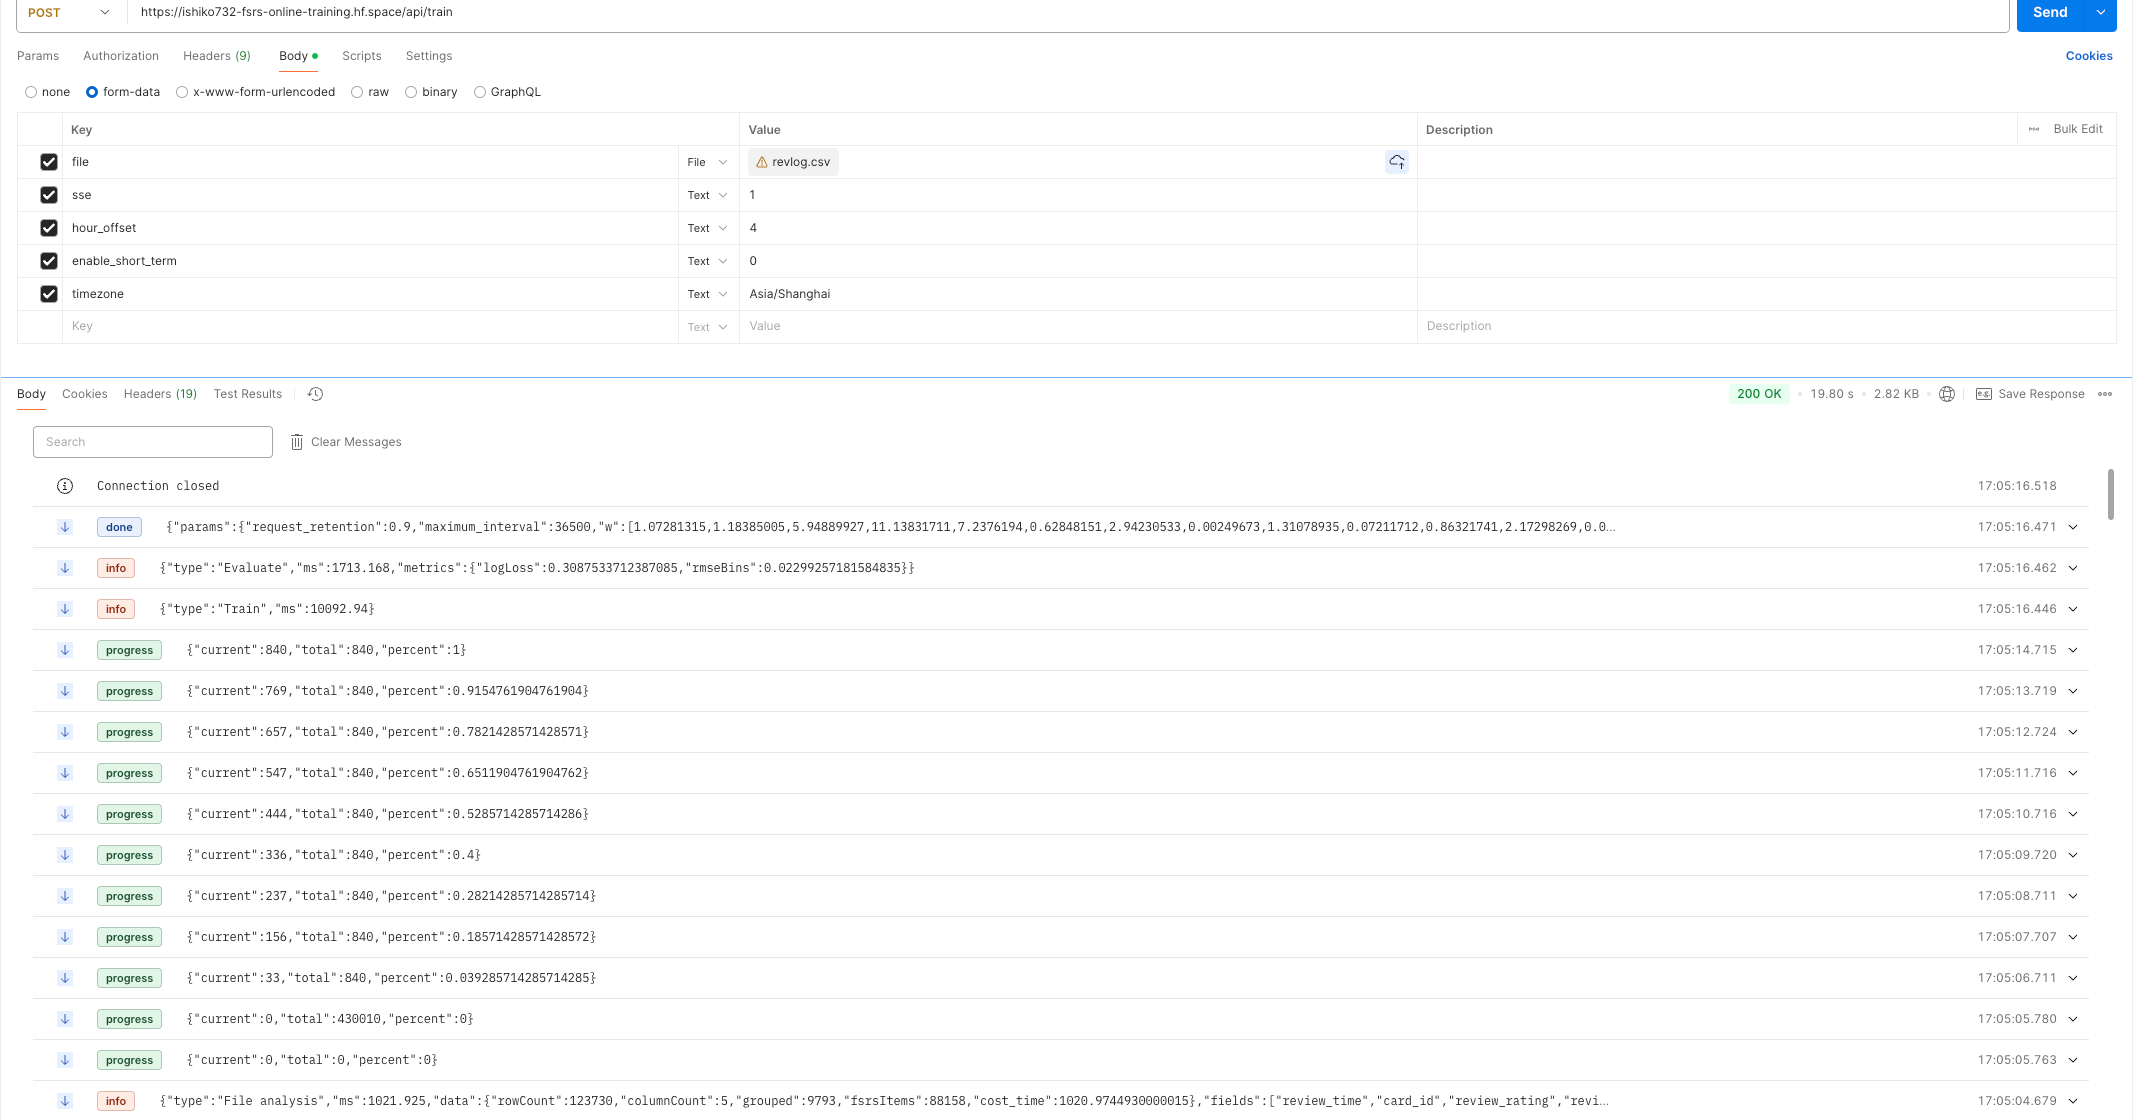 POST https://ishiko732-fsrs-online-training.hf.space/api/train Send
Params Authorization Headers (9) Body Scripts Settings Cookies
none form-data x-www-form-urlencoded raw binary GraphQL
Key Value Description Bulk Edit
file File revlog.csv
sse Text 1
hour_offset Text 4
enable_short_term Text 0
timezone Text Asia/Shanghai
Key Text Value Description
Body Cookies Headers (19) Test Results 200 OK 19.80 s 2.82 KB e.g. Save Response
Search Clear Messages
Connection closed 17:05:16.518
done {"params":{"request_retention":0.9,"maximum_interval":36500,"w":[1.07281315,1.18385005,5.94889927,11.13831711,7.2376194,0.62848151,2.94230533,0.00249673,1.31078935,0.07211712,0.86321741,2.17298269,0.0... 17:05:16.471
info {"type":"Evaluate","ms":1713.168,"metrics":{"logLoss":0.3087533712387085,"rmseBins":0.02299257181584835}} 17:05:16.462
info {"type":"Train","ms":10092.94} 17:05:16.446
progress {"current":840,"total":840,"percent":1} 17:05:14.715
progress {"current":769,"total":840,"percent":0.9154761904761904} 17:05:13.719
progress {"current":657,"total":840,"percent":0.7821428571428571} 17:05:12.724
progress {"current":547,"total":840,"percent":0.6511904761904762} 17:05:11.716
progress {"current":444,"total":840,"percent":0.5285714285714286} 17:05:10.716
progress {"current":336,"total":840,"percent":0.4} 17:05:09.720
progress {"current":237,"total":840,"percent":0.28214285714285714} 17:05:08.711
progress {"current":156,"total":840,"percent":0.18571428571428572} 17:05:07.707
progress {"current":33,"total":840,"percent":0.039285714285714285} 17:05:06.711
progress {"current":0,"total":430010,"percent":0} 17:05:05.780
progress {"current":0,"total":0,"percent":0} 17:05:05.763
info {"type":"File analysis","ms":1021.925,"data":{"rowCount":123730,"columnCount":5,"grouped":9793,"fsrsItems":88158,"cost_time":1020.9744930000015},"fields":["review_time","card_id","review_rating","revi... 17:05:04.679